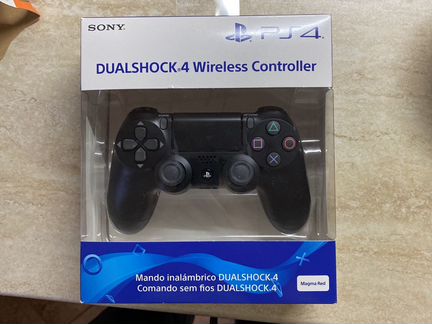 SONY
PS4
DUALSHOCK®4 Wireless Controller
Mando inalámbrico DUALSHOCK®4
Comando sem fios DUALSHOCK®4
Magma Red